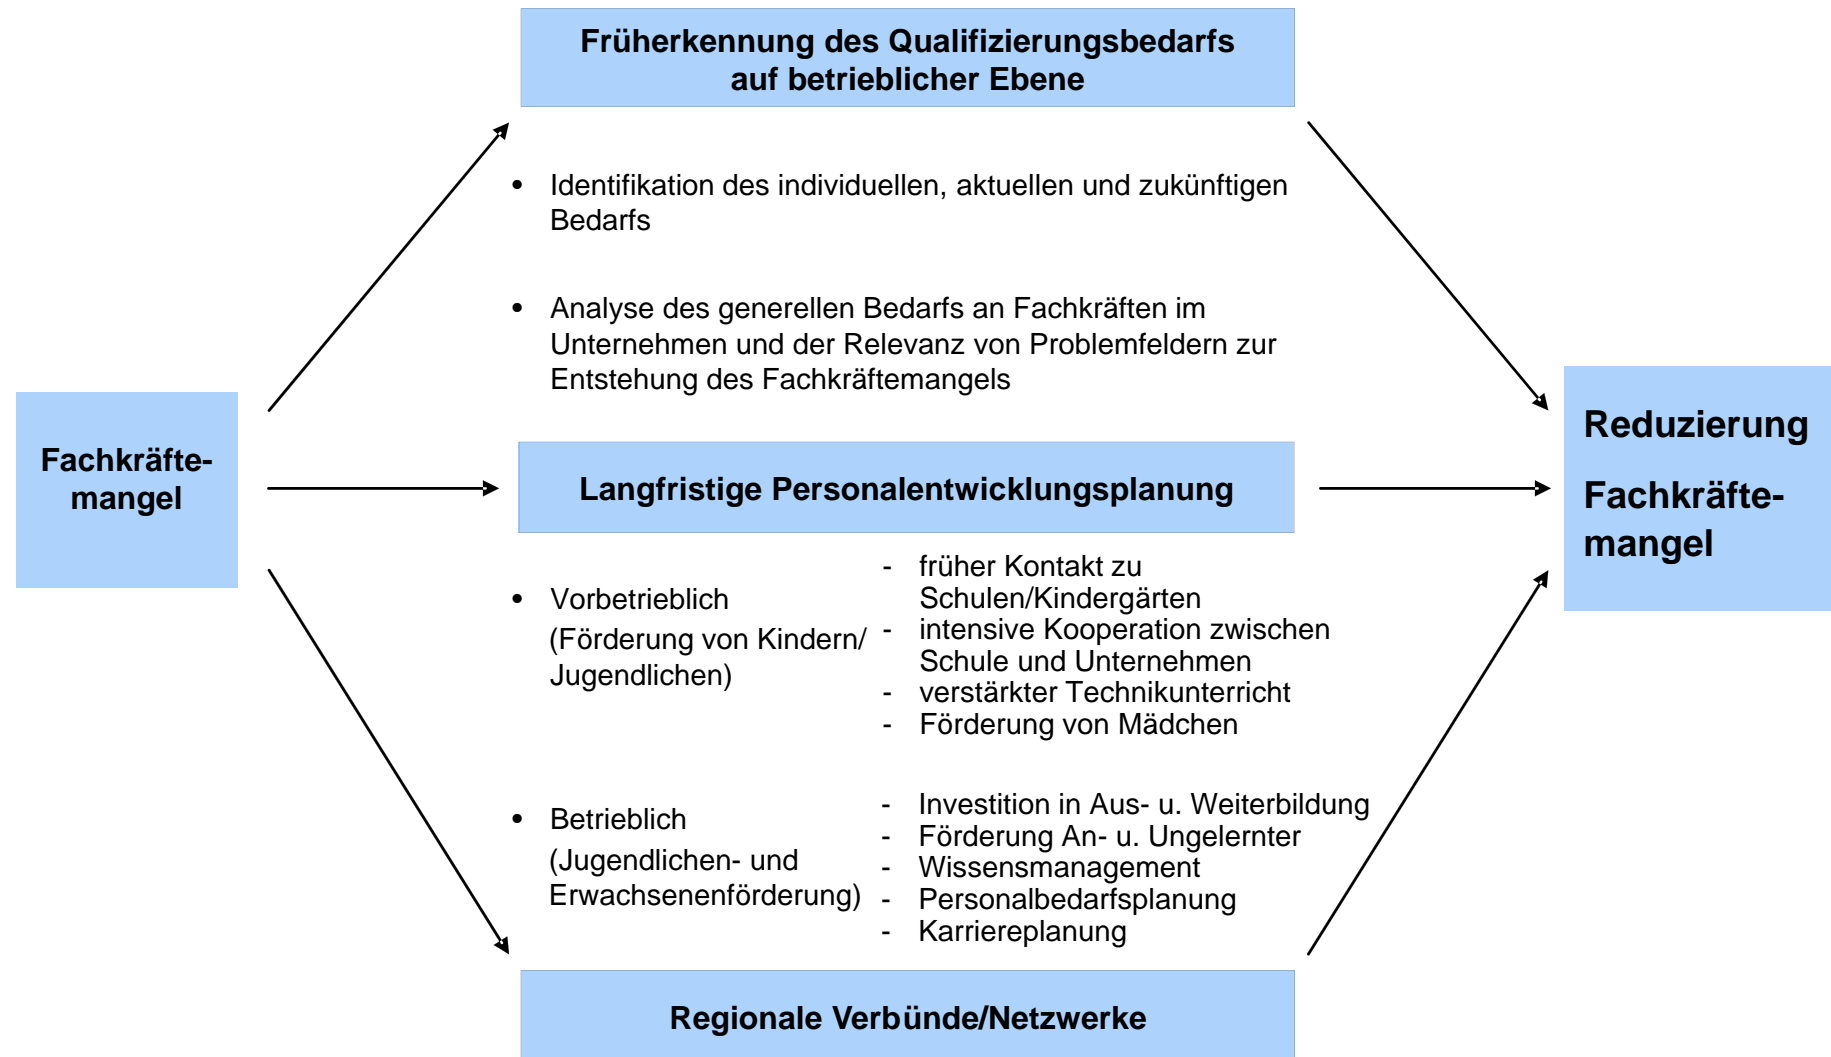 Früherkennung des Qualifizierungsbedarfs
auf betrieblicher Ebene
• Identifikation des individuellen, aktuellen und zukünftigen
Bedarfs
• Analyse des generellen Bedarfs an Fachkräften im
Unternehmen und der Relevanz von Problemfeldern zur
Entstehung des Fachkräftemangels
Fachkräfte-
mangel
Langfristige Personalentwicklungsplanung
Reduzierung
Fachkräfte-
mangel
• Vorbetrieblich
(Förderung von Kindern/
Jugendlichen)
- früher Kontakt zu
Schulen/Kindergärten
- intensive Kooperation zwischen
Schule und Unternehmen
- verstärkter Technikunterricht
- Förderung von Mädchen
• Betrieblich
(Jugendlichen- und
Erwachsenenförderung)
- Investition in Aus- u. Weiterbildung
- Förderung An- u. Ungelernter
- Wissensmanagement
- Personalbedarfsplanung
- Karriereplanung
Regionale Verbünde/Netzwerke